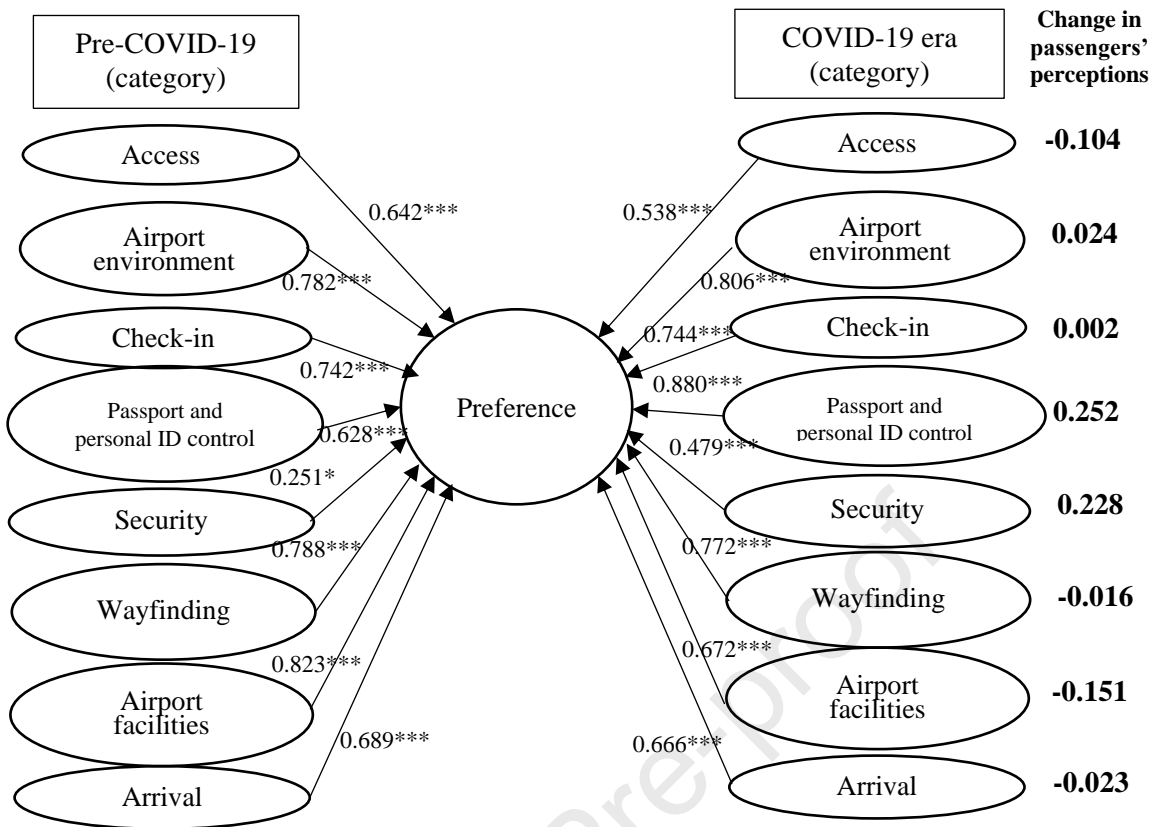 Pre-COVID-19
(category)
COVID-19 era
(category)
Change in
passengers'
perceptions
Access
0.642***
Access
0.538***
-0.104
Airport
environment
0.782***
Airport
environment
0.806***
0.024
Check-in
0.742***
Check-in
0.744***
0.002
Passport and
personal ID control
0.628***
Preference
Passport and
personal ID control
0.880***
0.252
Security
0.251*
Security
0.479***
0.228
Wayfinding
0.788***
Wayfinding
0.772***
-0.016
Airport
facilities
0.823***
Airport
facilities
0.672***
-0.151
Arrival
0.689***
Arrival
0.666***
-0.023
Pre-proof